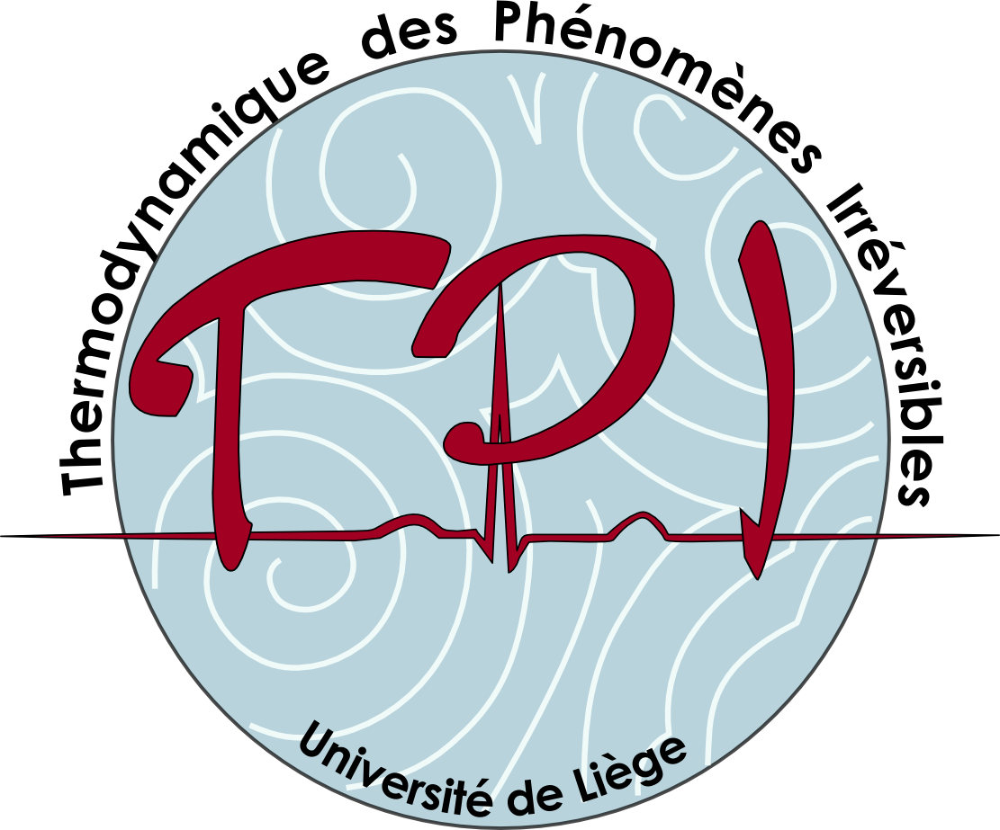 Thermodynamique des Phénomènes Irréversibles
TPI
Université de Liège